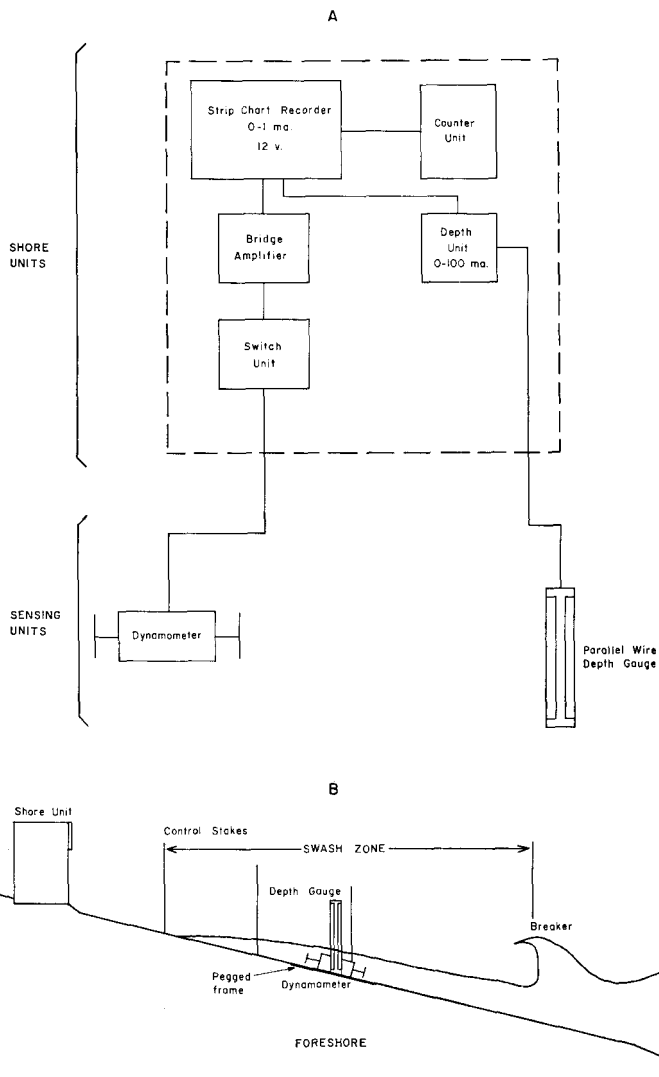 A
Strip Chart Recorder
0-1 ma.
12 v.
Counter
Unit
Bridge
Amplifier
Depth
Unit
0-100 ma.
SHORE
UNITS
Switch
Unit
SENSING
UNITS
Dynamometer
Parallel Wire
Depth Gauge
B
Shore Unit
Control Stakes
SWASH ZONE
Depth Gauge
Breaker
Pegged
frame
Dynamometer
FORESHORE